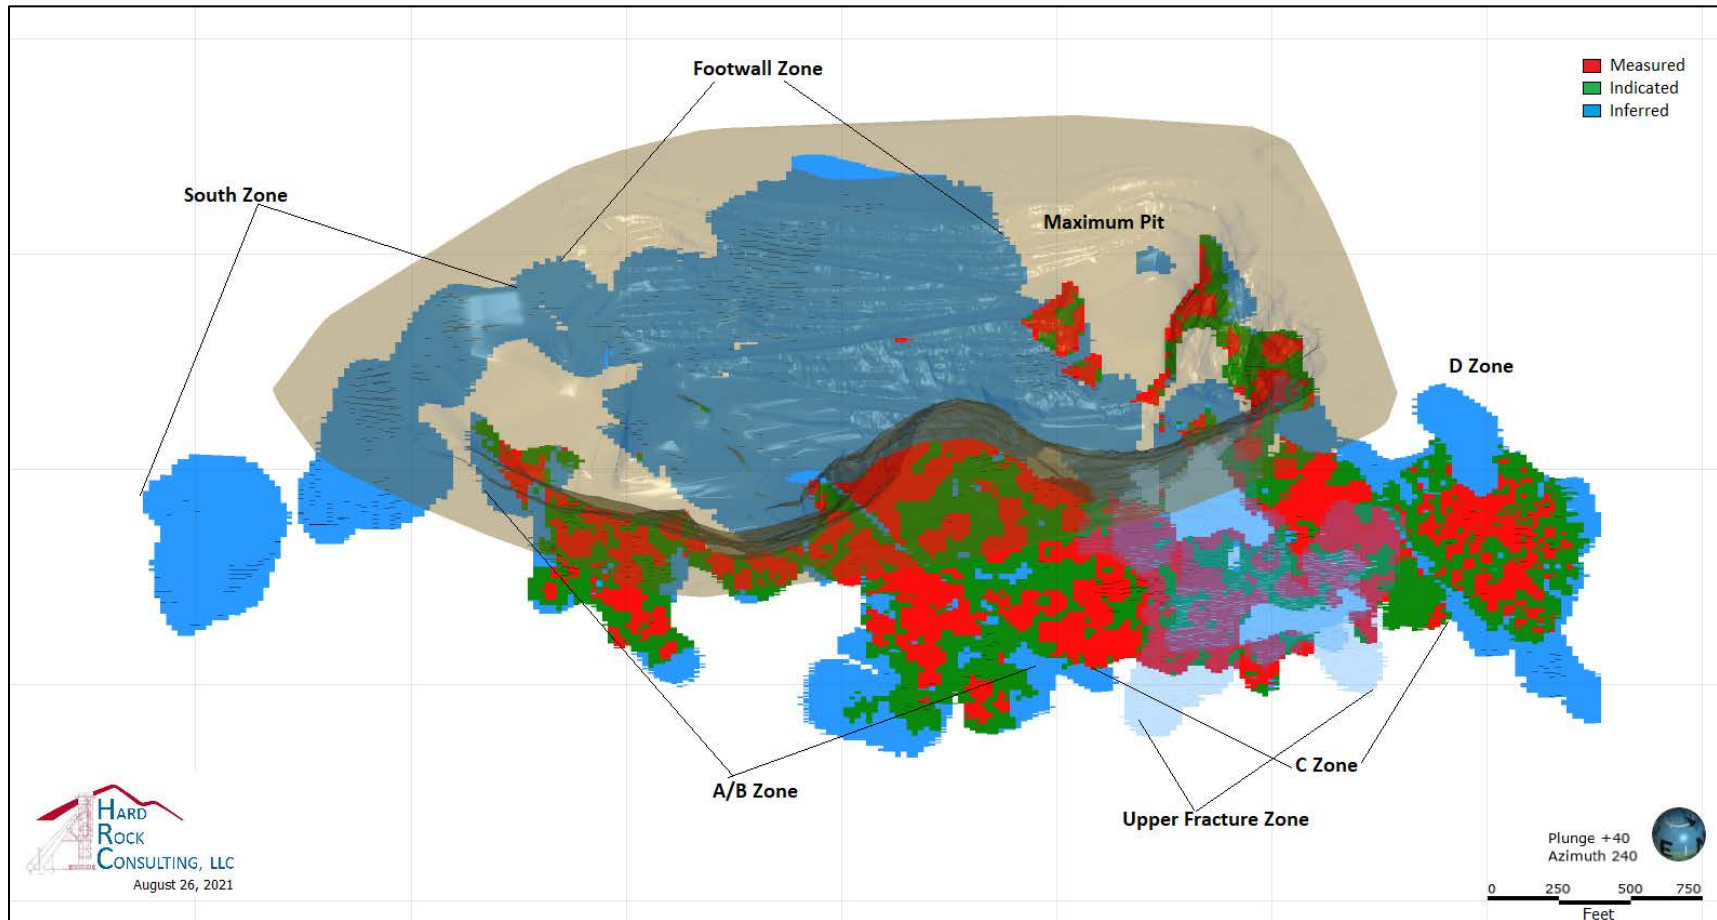 Footwall Zone
Measured
Indicated
Inferred
South Zone
Maximum Pit
D Zone
A/B Zone
C Zone
Upper Fracture Zone
HARD
ROCK
CONSULTING, LLC
August 26, 2021
Plunge +40
Azimuth 240
E
0 250 500 750
Feet